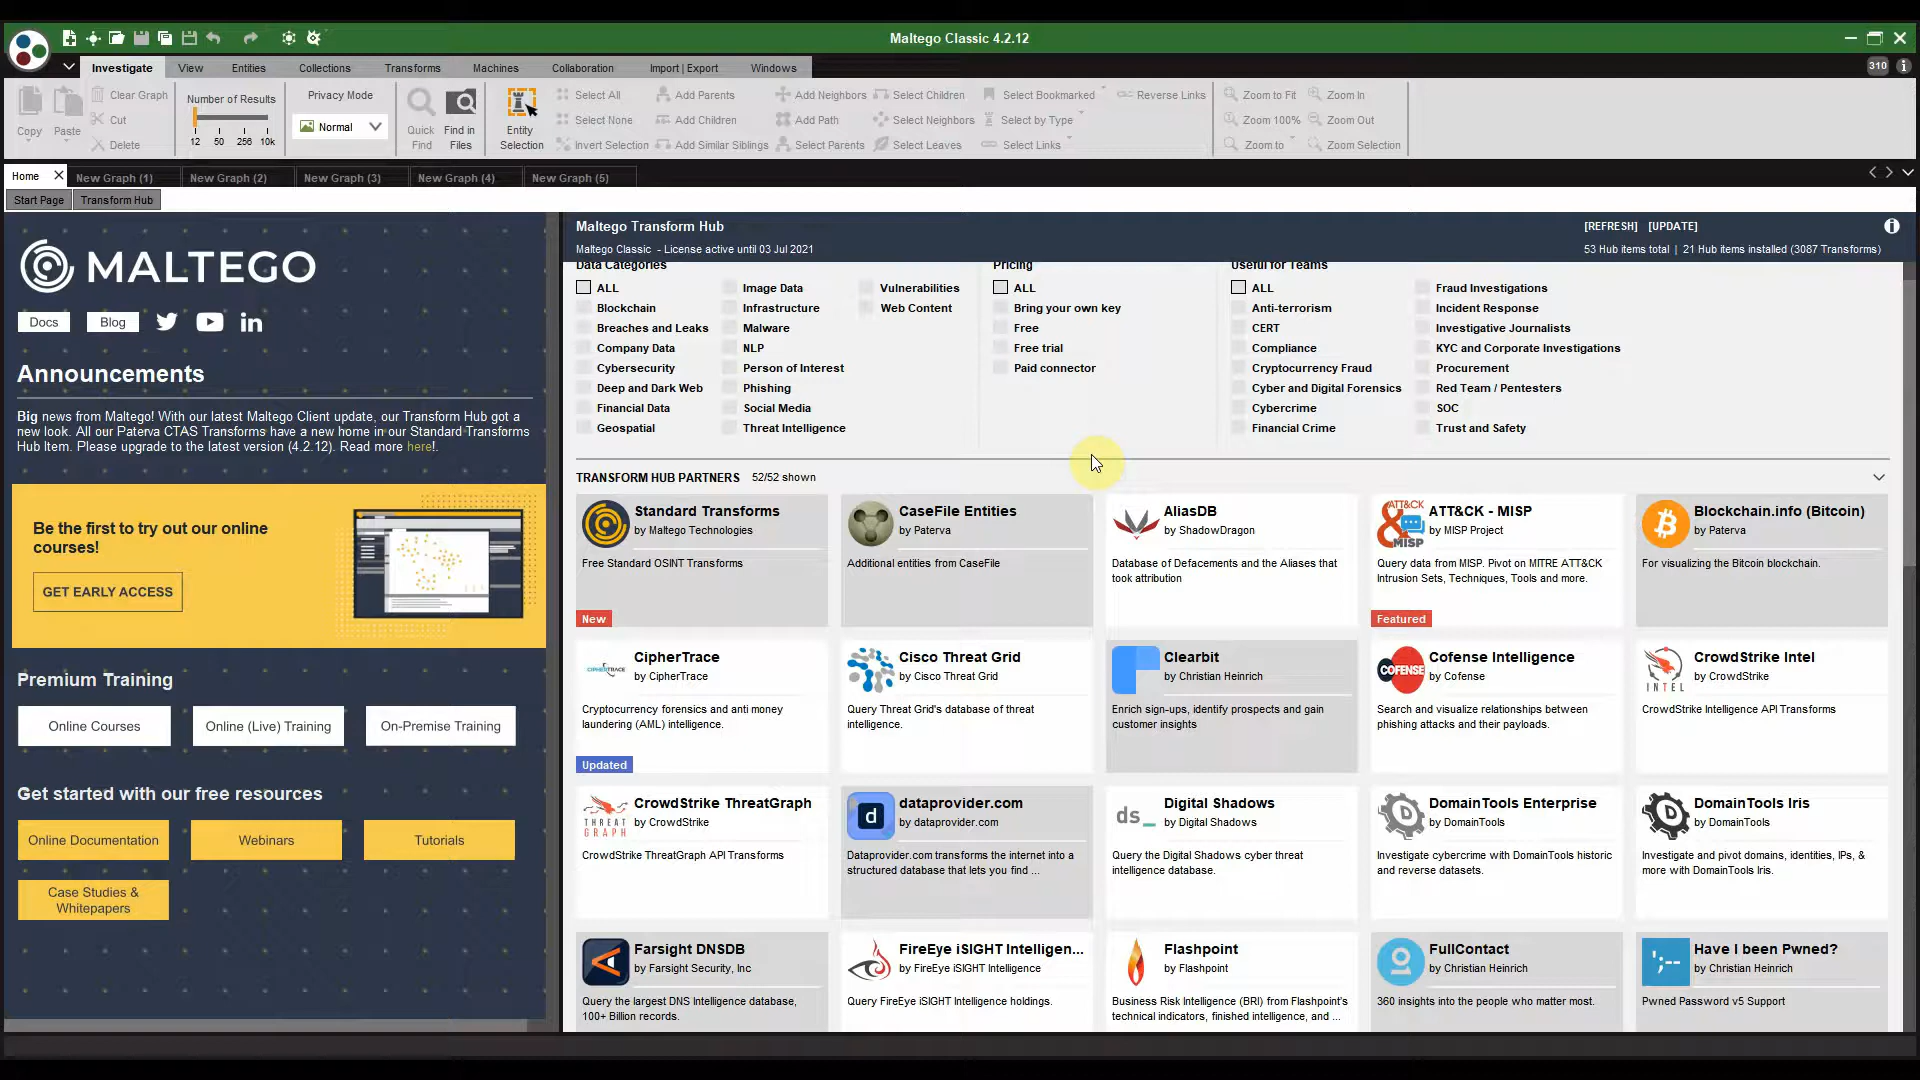 Maltego Classic 4.2.12
Investigate View Entities Collections Transforms Machines Collaboration Import | Export Windows 310
Clear Graph
Cut
Delete
Copy Paste
Number of Results
12 50 256 10k
Privacy Mode
Normal
Quick Find
Find in Files
Entity Selection
Select All Add Parents Add Neighbors Select Children Select Bookmarked Reverse Links Zoom to Fit Zoom In
Select None Add Children Add Path Select Neighbors Select by Type Zoom 100% Zoom Out
Invert Selection Add Similar Siblings Select Parents Select Leaves Select Links Zoom to Zoom Selection
Home New Graph (1) New Graph (2) New Graph (3) New Graph (4) New Graph (5)
Start Page Transform Hub
MALTEGO
Docs Blog
Announcements
Big news from Maltego! With our latest Maltego Client update, our Transform Hub got a
new look. All our Paterva CTAS Transforms have a new home in our Standard Transforms
Hub Item. Please upgrade to the latest version (4.2.12). Read more here!.
Be the first to try out our online
courses!
GET EARLY ACCESS
Premium Training
Online Courses Online (Live) Training On-Premise Training
Get started with our free resources
Online Documentation Webinars Tutorials
Case Studies &
Whitepapers
Maltego Transform Hub [REFRESH] [UPDATE]
Maltego Classic - License active until 03 Jul 2021 53 Hub items total | 21 Hub items installed (3087 Transforms)
Data Categories Pricing Useful for Teams
ALL Image Data Vulnerabilities ALL ALL Fraud Investigations
Blockchain Infrastructure Web Content Bring your own key Anti-terrorism Incident Response
Breaches and Leaks Malware Free CERT Investigative Journalists
Company Data NLP Free trial Compliance KYC and Corporate Investigations
Cybersecurity Person of Interest Paid connector Cryptocurrency Fraud Procurement
Deep and Dark Web Phishing Cyber and Digital Forensics Red Team / Pentesters
Financial Data Social Media Cybercrime SOC
Geospatial Threat Intelligence Financial Crime Trust and Safety
TRANSFORM HUB PARTNERS 52/52 shown
Standard Transforms
by Maltego Technologies
Free Standard OSINT Transforms
New
CaseFile Entities
by Paterva
Additional entities from CaseFile
AliasDB
by ShadowDragon
Database of Defacements and the Aliases that
took attribution
ATT&CK
&
MISP
ATT&CK - MISP
by MISP Project
Query data from MISP. Pivot on MITRE ATT&CK
Intrusion Sets, Techniques, Tools and more.
Featured
Blockchain.info (Bitcoin)
by Paterva
For visualizing the Bitcoin blockchain.
CIPHERTRACE
CipherTrace
by CipherTrace
Cryptocurrency forensics and anti money
laundering (AML) intelligence.
Updated
Cisco Threat Grid
by Cisco Threat Grid
Query Threat Grid's database of threat
intelligence.
Clearbit
by Christian Heinrich
Enrich sign-ups, identify prospects and gain
customer insights
COFENSE
Cofense Intelligence
by Cofense
Search and visualize relationships between
phishing attacks and their payloads.
INTEL
CrowdStrike Intel
by CrowdStrike
CrowdStrike Intelligence API Transforms
THREAT
GRAPH
CrowdStrike ThreatGraph
by CrowdStrike
CrowdStrike ThreatGraph API Transforms
d
dataprovider.com
by dataprovider.com
Dataprovider.com transforms the internet into a
structured database that lets you find ...
ds_
Digital Shadows
by Digital Shadows
Query the Digital Shadows cyber threat
intelligence database.
D
DomainTools Enterprise
by DomainTools
Investigate cybercrime with DomainTools historic
and reverse datasets.
D
DomainTools Iris
by DomainTools
Investigate and pivot domains, identities, IPs, &
more with DomainTools Iris.
Farsight DNSDB
by Farsight Security, Inc
Query the largest DNS Intelligence database,
100+ Billion records.
FireEye iSIGHT Intelligen...
by FireEye iSIGHT Intelligence
Query FireEye iSIGHT Intelligence holdings.
Flashpoint
by Flashpoint
Business Risk Intelligence (BRI) from Flashpoint's
technical indicators, finished intelligence, and ...
FullContact
by Christian Heinrich
360 insights into the people who matter most.
';--
Have I been Pwned?
by Christian Heinrich
Pwned Password v5 Support